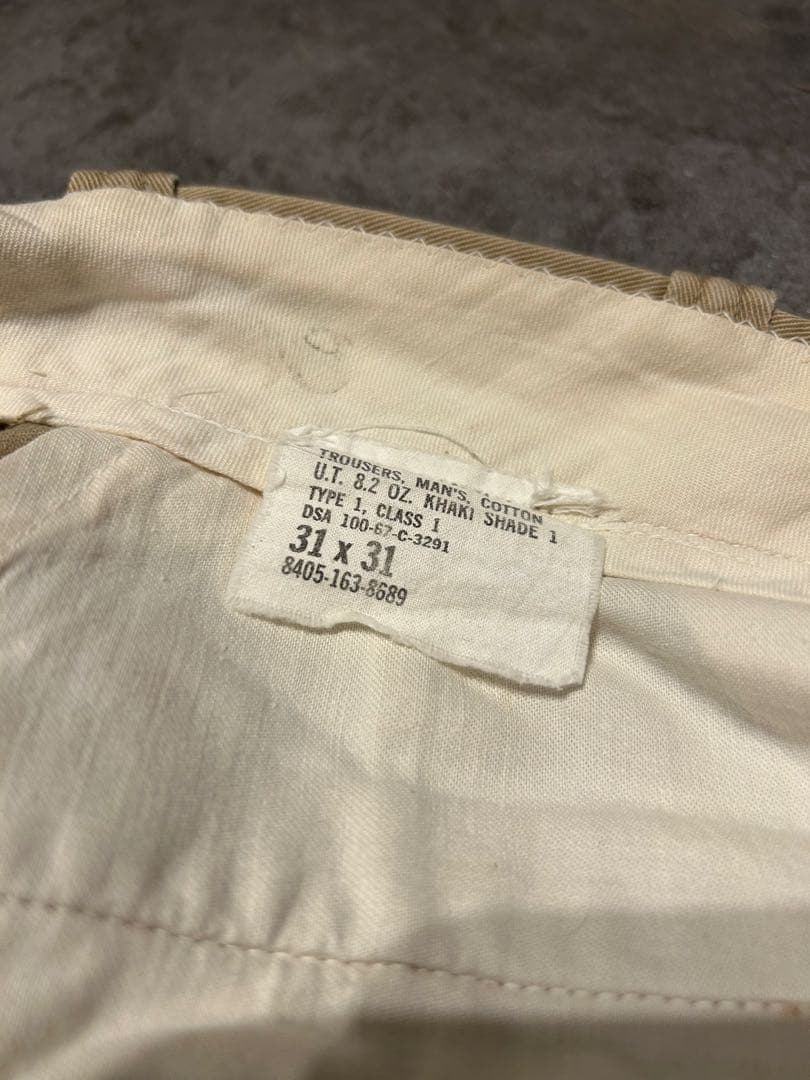 TROUSERS, MAN'S, COTTON
U.T. 8.2 OZ. KHAKI SHADE 1
TYPE 1, CLASS 1
DSA 100-67-C-3291
31 x 31
8405-163-8689